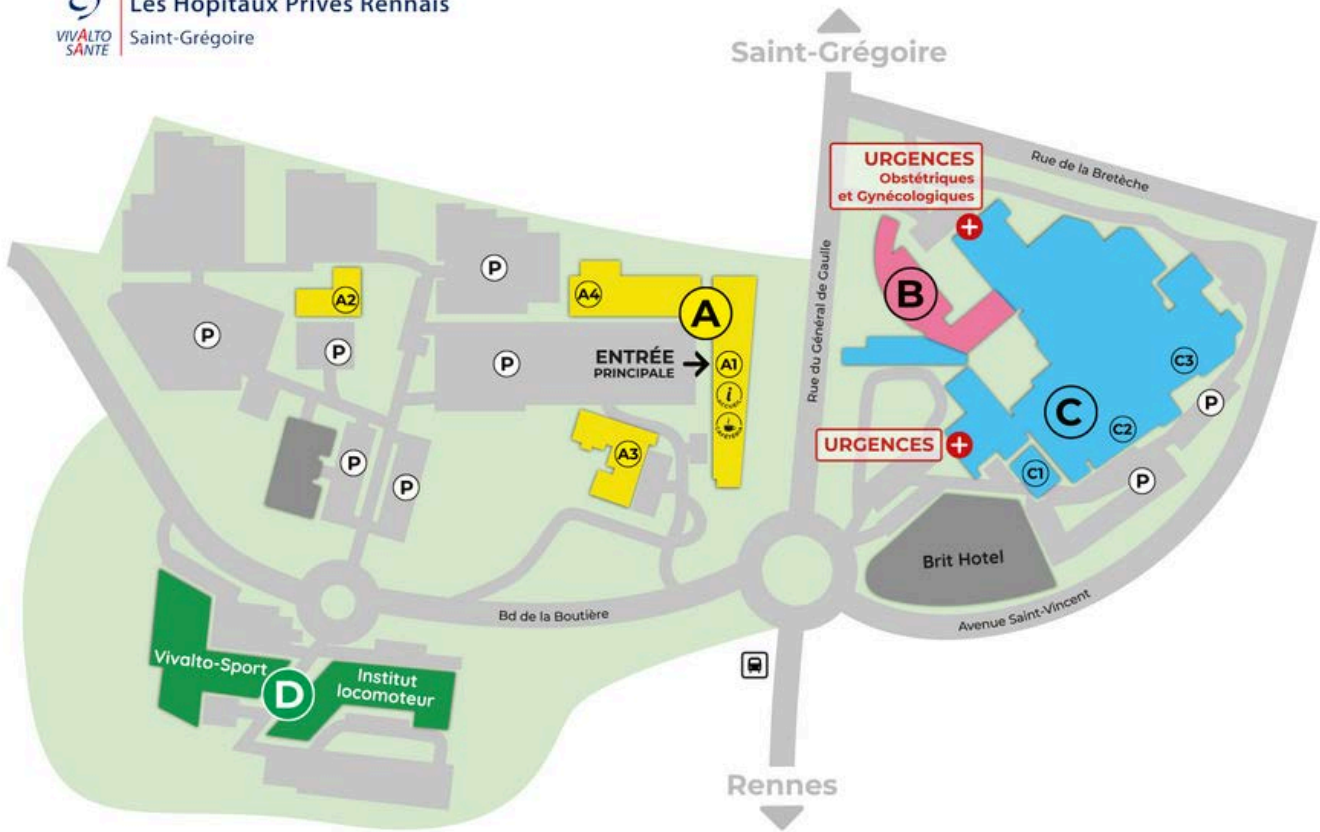 Les Hôpitaux Privés Rennais
VIVALTO
SANTÉ
Saint-Grégoire
Saint-Grégoire
URGENCES
Obstétriques
et Gynécologiques
Rue de la Bretèche
Rue du Général de Gaulle
B
A2
P
A4
A
P
P
P
ENTRÉE
PRINCIPALE
A1
i
ACCUEIL
CAFÉTÉRIA
C3
P
C
C2
URGENCES
C1
P
A3
P
P
P
Brit Hotel
Avenue Saint-Vincent
Bd de la Boutière
Vivalto-Sport
D
Institut
locomoteur
Rennes